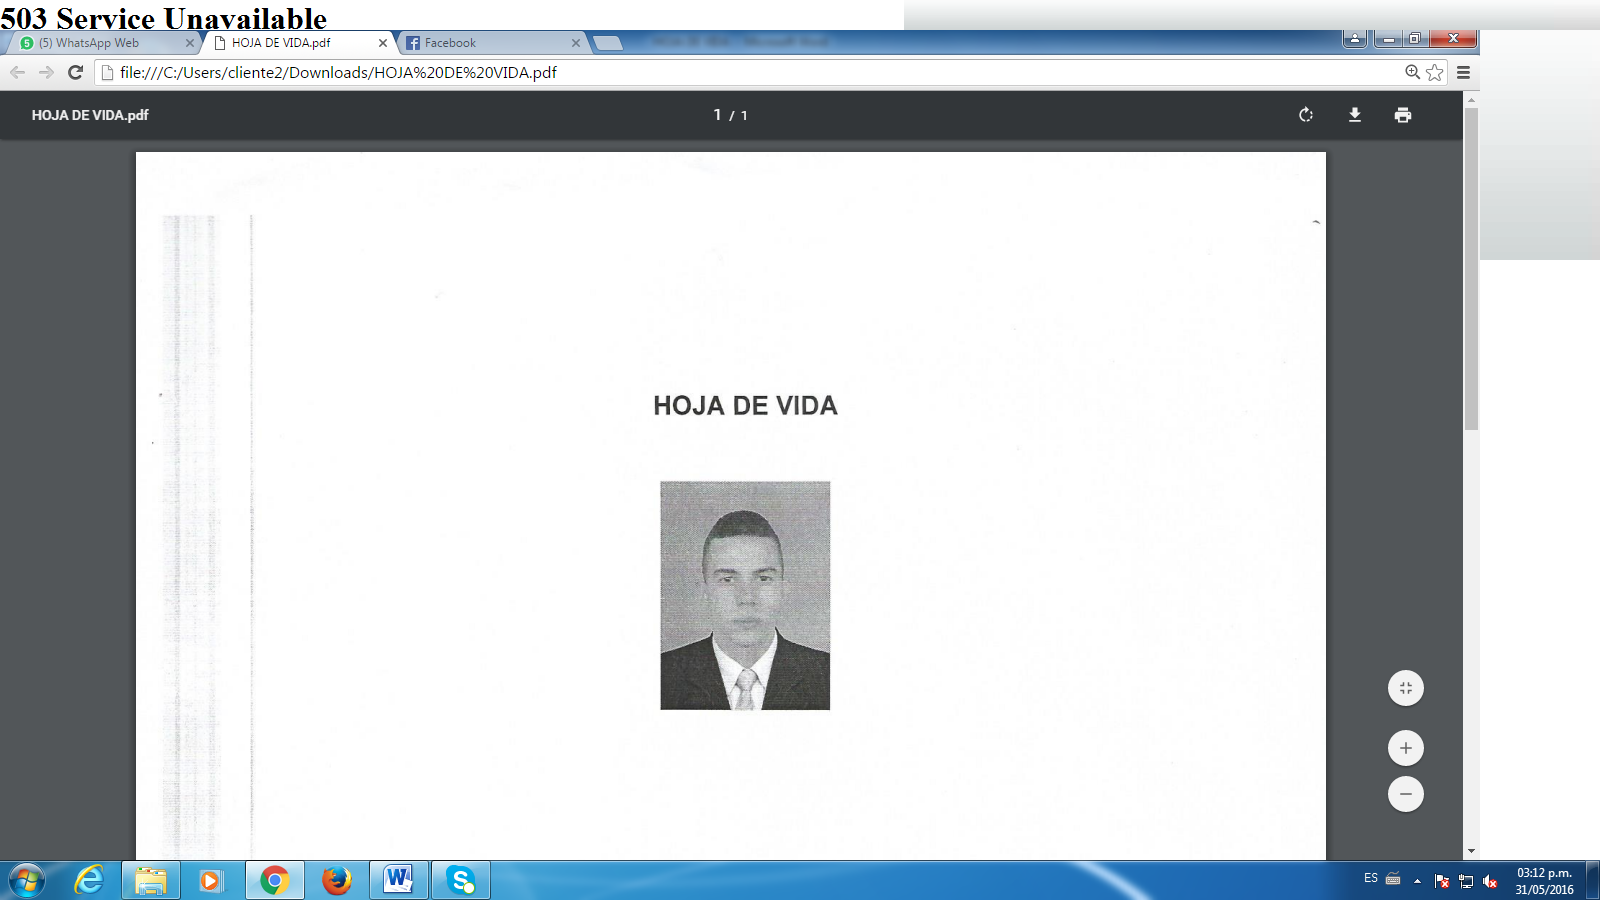 503 Service Unavailable
(5) WhatsApp Web
HOJA DE VIDA.pdf
Facebook
file:///C:/Users/cliente2/Downloads/HOJA%20DE%20VIDA.pdf
HOJA DE VIDA.pdf
1 / 1
HOJA DE VIDA
ES
03:12 p.m.
31/05/2016